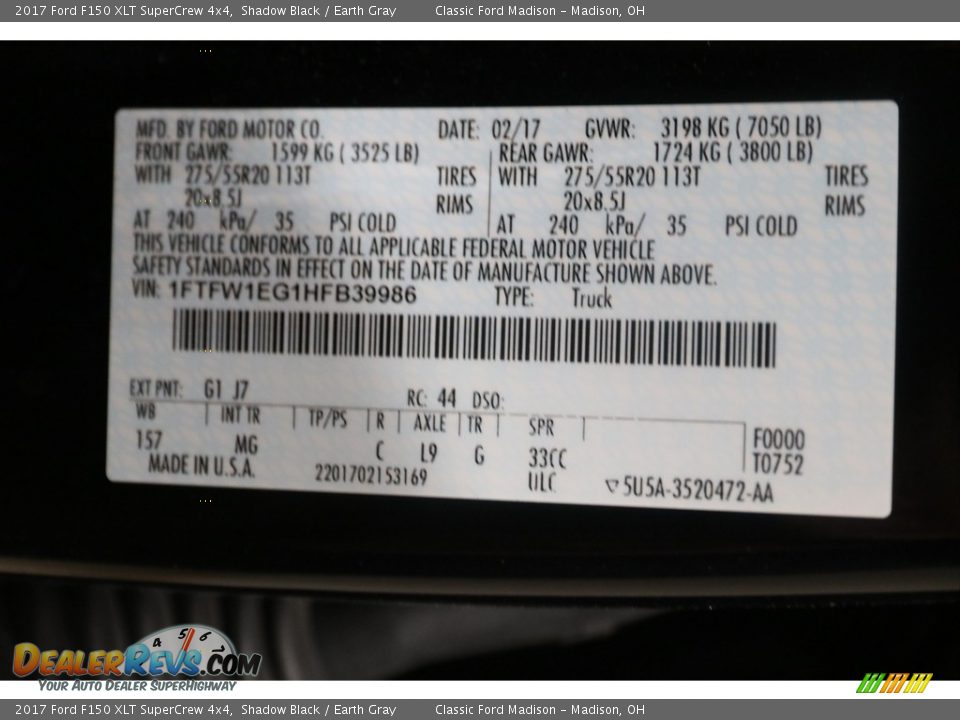 2017 Ford F150 XLT SuperCrew 4x4, Shadow Black / Earth Gray Classic Ford Madison – Madison, OH
MFD. BY FORD MOTOR CO. DATE: 02/17 GVWR: 3198 KG ( 7050 LB)
FRONT GAWR: 1599 KG ( 3525 LB) REAR GAWR: 1724 KG ( 3800 LB)
WITH 275/55R20 113T TIRES WITH 275/55R20 113T TIRES
20x8.5J RIMS 20x8.5J RIMS
AT 240 kPa/ 35 PSI COLD AT 240 kPa/ 35 PSI COLD
THIS VEHICLE CONFORMS TO ALL APPLICABLE FEDERAL MOTOR VEHICLE
SAFETY STANDARDS IN EFFECT ON THE DATE OF MANUFACTURE SHOWN ABOVE.
VIN: 1FTFW1EG1HFB39986 TYPE: Truck
EXT PNT: G1 J7 RC: 44 DSO:
WB INT TR TP/PS R AXLE TR SPR
157 MG C L9 G 33CC F0000
T0752
MADE IN U.S.A. 2201702153169 ULC ▽5U5A-3520472-AA
4 5 6
DEALERREVS.COM
YOUR AUTO DEALER SUPERHIGHWAY
2017 Ford F150 XLT SuperCrew 4x4, Shadow Black / Earth Gray Classic Ford Madison – Madison, OH